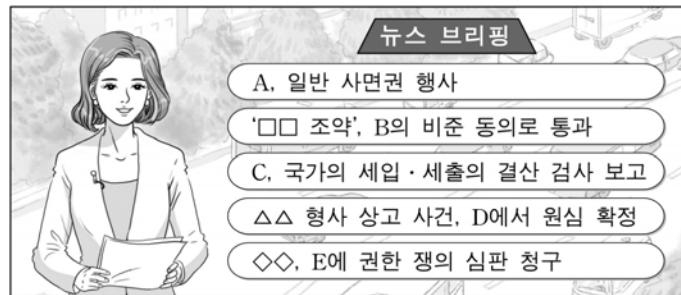 뉴스 브리핑
A, 일반 사면권 행사
'□□ 조약', B의 비준 동의로 통과
C, 국가의 세입·세출의 결산 검사 보고
△△ 형사 상고 사건, D에서 원심 확정
◇◇, E에 권한 쟁의 심판 청구